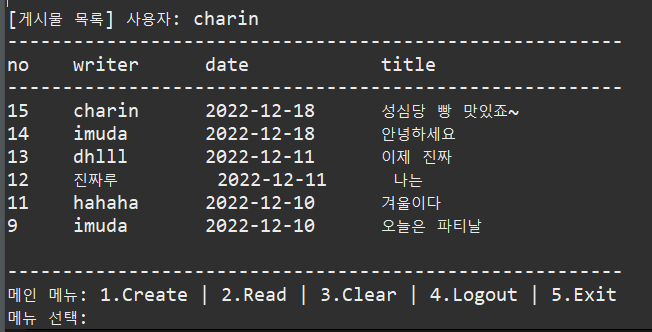 [게시물 목록] 사용자: charin
-------------------------------------------------------
no writer date title
-------------------------------------------------------
15 charin 2022-12-18 성심당 빵 맛있죠~
14 imuda 2022-12-18 안녕하세요
13 dhlll 2022-12-11 이제 진짜
12 진짜루 2022-12-11 나는
11 hahaha 2022-12-10 겨울이다
9 imuda 2022-12-10 오늘은 파티날
-------------------------------------------------------
메인 메뉴: 1.Create | 2.Read | 3.Clear | 4.Logout | 5.Exit
메뉴 선택: